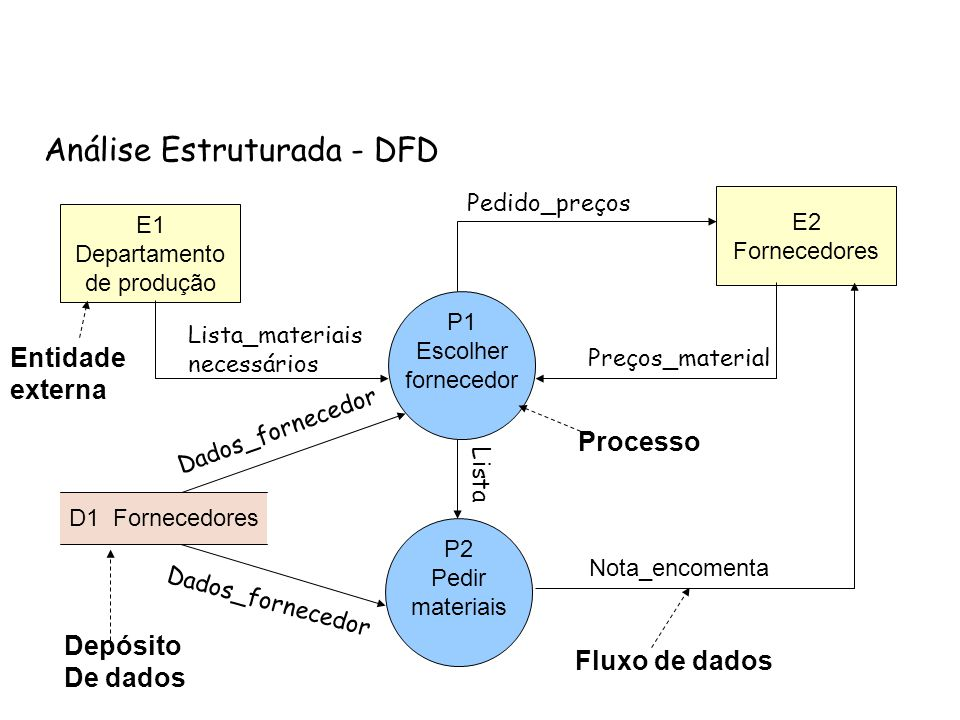 Análise Estruturada - DFD
Pedido_preços
E1
Departamento
de produção
E2
Fornecedores
Lista_materiais
necessários
P1
Escolher
fornecedor
Preços_material
Entidade
externa
Dados_fornecedor
Processo
Lista
D1 Fornecedores
P2
Pedir
materiais
Nota_encomenta
Dados_fornecedor
Depósito
De dados
Fluxo de dados